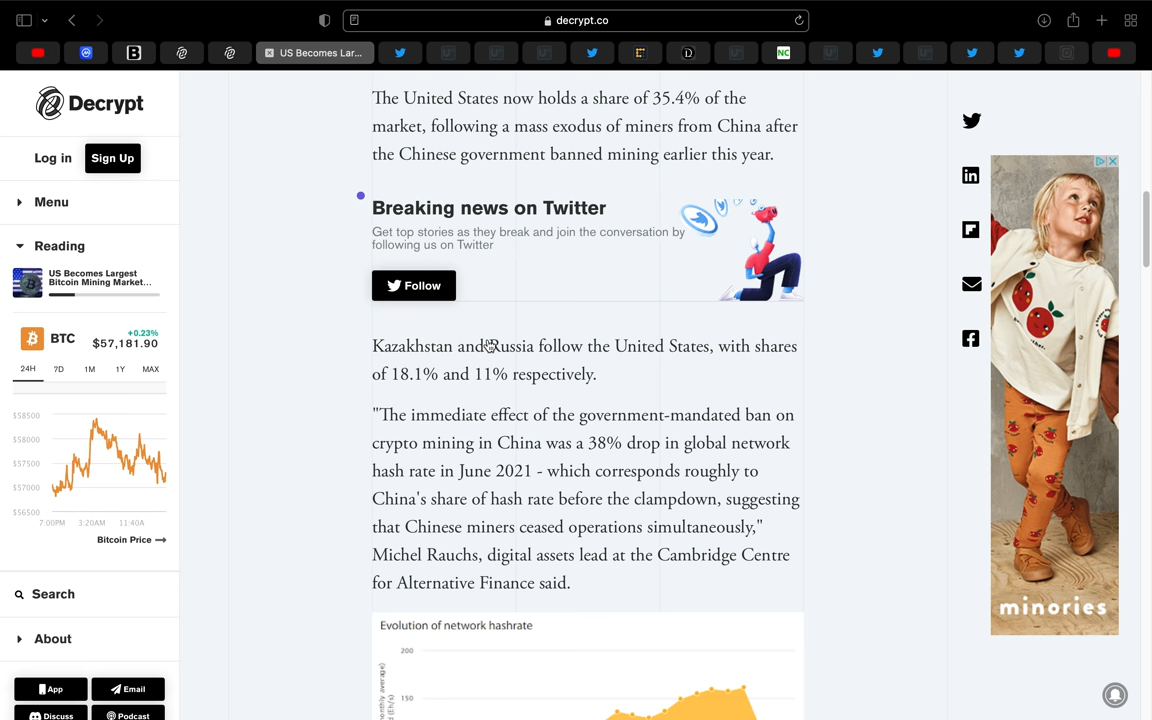 decrypt.co
US Becomes Lar...
NC
Decrypt
Log in
Sign Up
Menu
Reading
US Becomes Largest
Bitcoin Mining Market...
BTC
+0.23%
$57,181.90
24H 7D 1M 1Y MAX
$58500
$58000
$57500
$57000
$56500
7:00PM 3:20AM 11:40A
Bitcoin Price →
Search
About
App
Email
Discuss
Podcast
The United States now holds a share of 35.4% of the
market, following a mass exodus of miners from China after
the Chinese government banned mining earlier this year.
Breaking news on Twitter
Get top stories as they break and join the conversation by
following us on Twitter
Follow
Kazakhstan and Russia follow the United States, with shares
of 18.1% and 11% respectively.
"The immediate effect of the government-mandated ban on
crypto mining in China was a 38% drop in global network
hash rate in June 2021 - which corresponds roughly to
China's share of hash rate before the clampdown, suggesting
that Chinese miners ceased operations simultaneously,"
Michel Rauchs, digital assets lead at the Cambridge Centre
for Alternative Finance said.
Evolution of network hashrate
200
150
minories